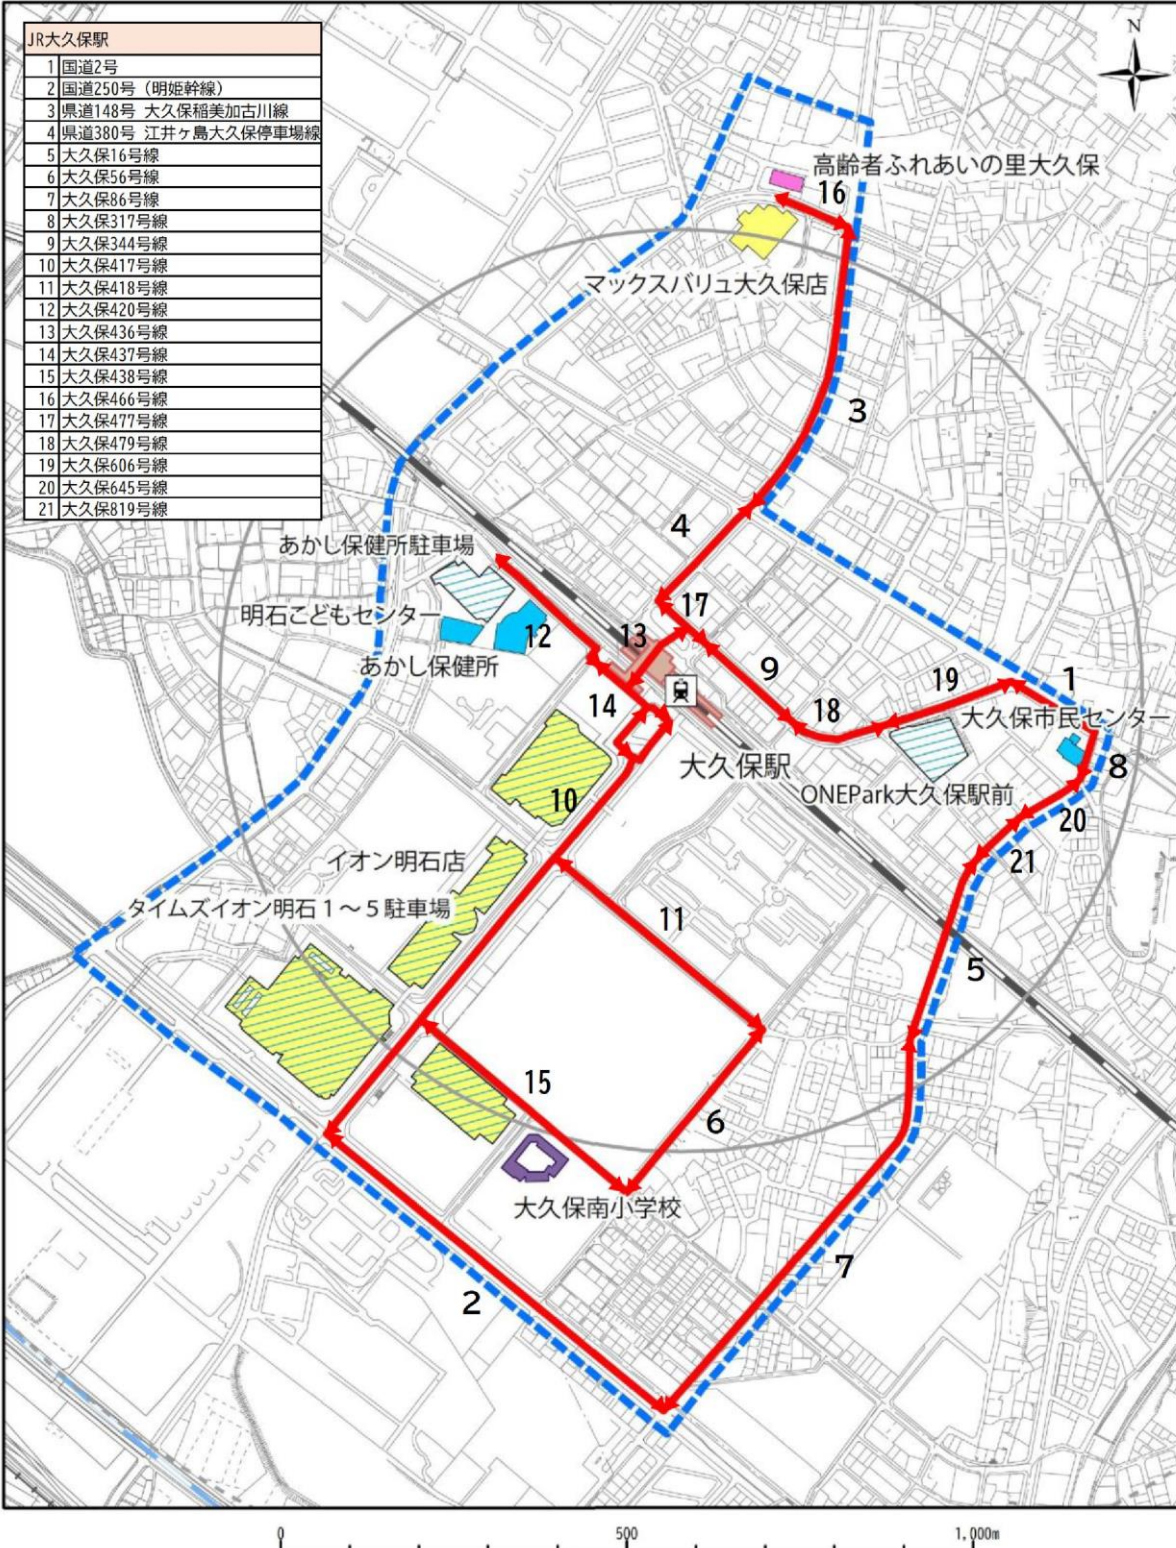 JR大久保駅
1 国道2号
2 国道250号（明姫幹線）
3 県道148号 大久保稲美加古川線
4 県道380号 江井ヶ島大久保停車場線
5 大久保16号線
6 大久保56号線
7 大久保86号線
8 大久保317号線
9 大久保344号線
10 大久保417号線
11 大久保418号線
12 大久保420号線
13 大久保436号線
14 大久保437号線
15 大久保438号線
16 大久保466号線
17 大久保477号線
18 大久保479号線
19 大久保606号線
20 大久保645号線
21 大久保819号線
N
高齢者ふれあいの里大久保
16
マックスバリュ大久保店
3
4
あかし保健所駐車場
17
明石こどもセンター
12
13
あかし保健所
9
19
1
14
18
大久保市民センター
大久保駅
8
ONEPark大久保駅前
10
20
イオン明石店
21
タイムズイオン明石1～5駐車場
11
5
15
6
大久保南小学校
7
2
0
500
1,000m